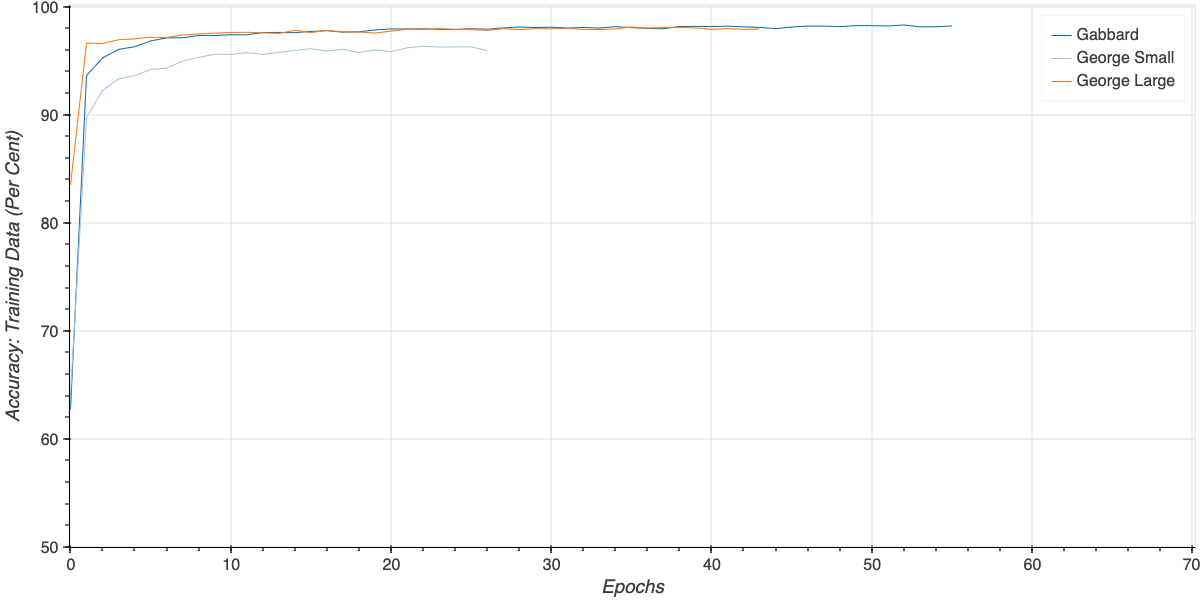 100
90
80
70
60
50
Accuracy: Training Data (Per Cent)
Gabbard
George Small
George Large
0 10 20 30 40 50 60 70
Epochs